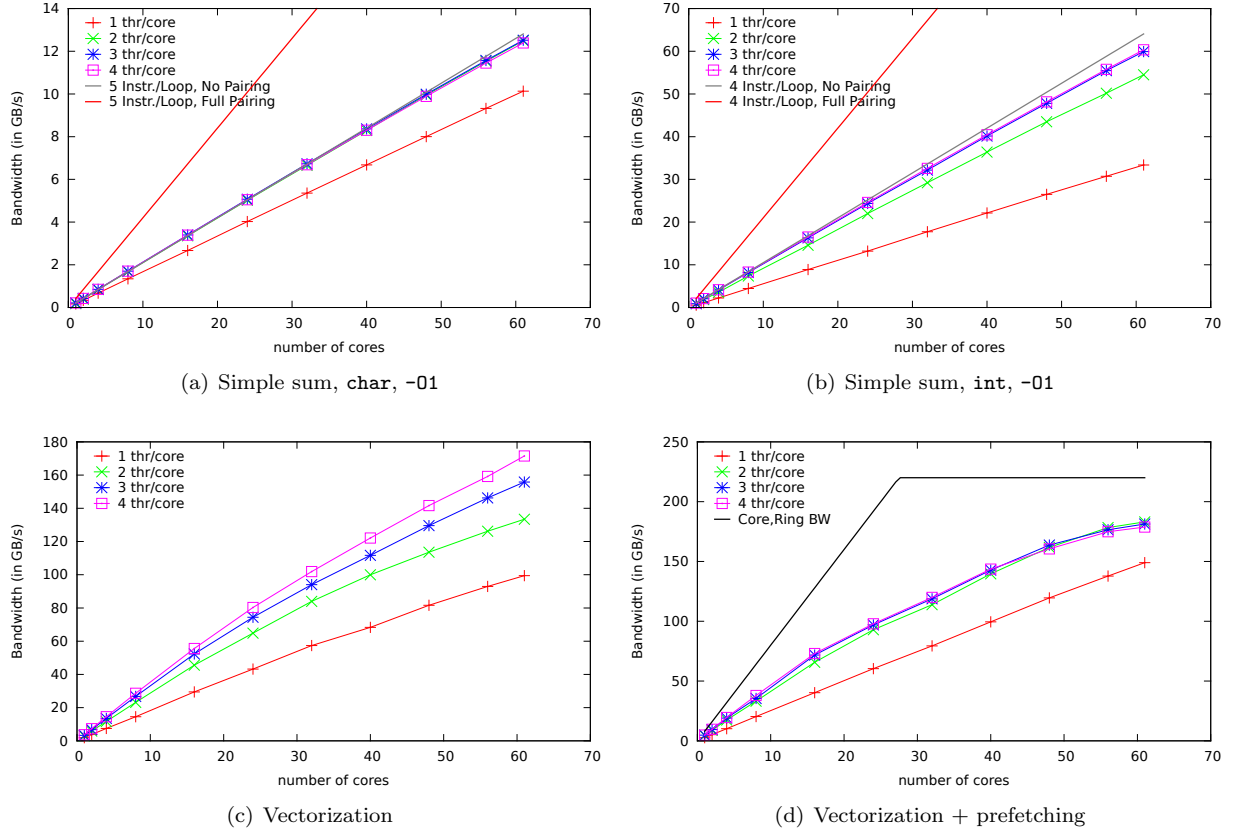 14
12
10
8
6
4
2
0
0 10 20 30 40 50 60 70
Bandwidth (in GB/s)
number of cores
1 thr/core
2 thr/core
3 thr/core
4 thr/core
5 Instr./Loop, No Pairing
5 Instr./Loop, Full Pairing
(a) Simple sum, char, -O1
70
60
50
40
30
20
10
0
0 10 20 30 40 50 60 70
Bandwidth (in GB/s)
number of cores
1 thr/core
2 thr/core
3 thr/core
4 thr/core
4 Instr./Loop, No Pairing
4 Instr./Loop, Full Pairing
(b) Simple sum, int, -O1
180
160
140
120
100
80
60
40
20
0
0 10 20 30 40 50 60 70
Bandwidth (in GB/s)
number of cores
1 thr/core
2 thr/core
3 thr/core
4 thr/core
(c) Vectorization
250
200
150
100
50
0
0 10 20 30 40 50 60 70
Bandwidth (in GB/s)
number of cores
1 thr/core
2 thr/core
3 thr/core
4 thr/core
Core,Ring BW
(d) Vectorization + prefetching